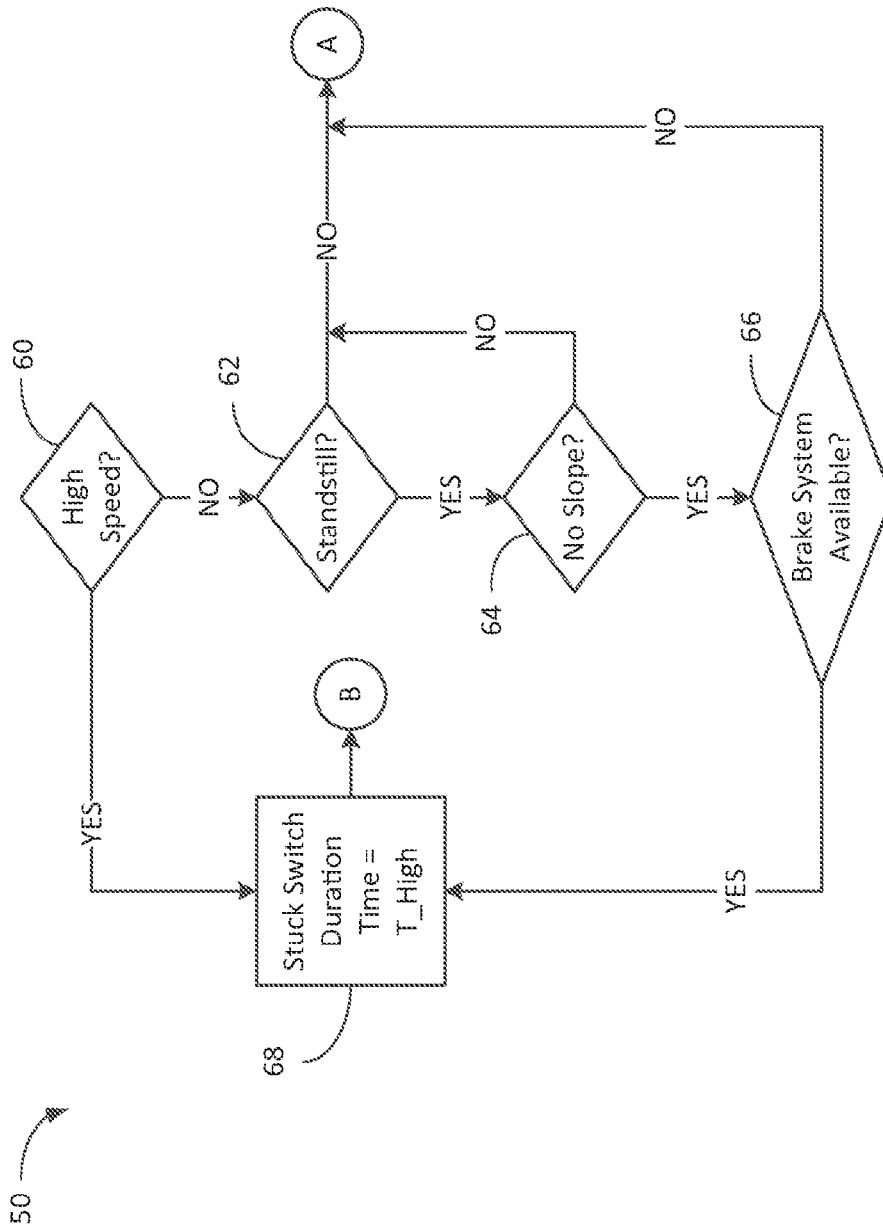 50
60
High
Speed?
YES
NO
62
Standstill?
NO
A
YES
64
No Slope?
NO
YES
66
Brake System
Available?
NO
YES
68
Stuck Switch
Duration
Time =
T_High
B